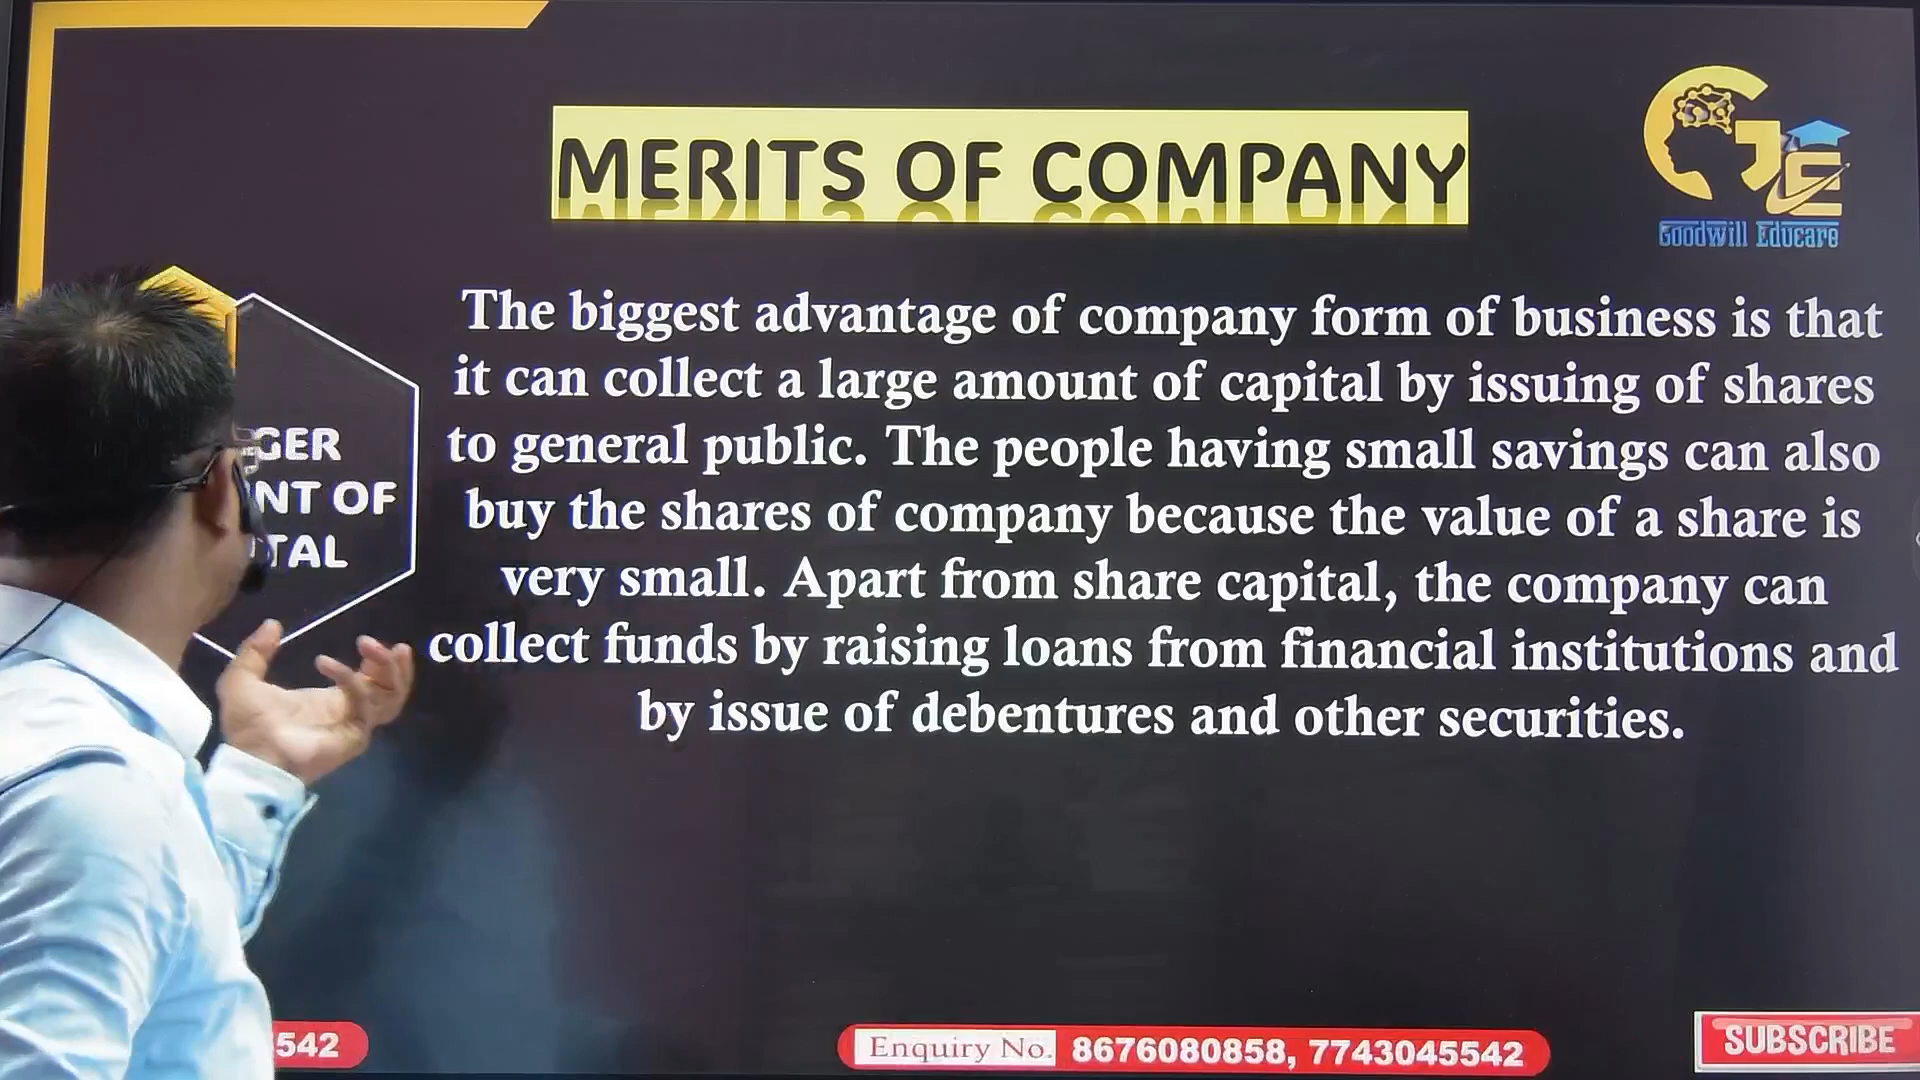 MERITS OF COMPANY
Goodwill Educare
GER
NT OF
TAL
The biggest advantage of company form of business is that
it can collect a large amount of capital by issuing of shares
to general public. The people having small savings can also
buy the shares of company because the value of a share is
very small. Apart from share capital, the company can
collect funds by raising loans from financial institutions and
by issue of debentures and other securities.
542
Enquiry No. 8676080858, 7743045542
SUBSCRIBE